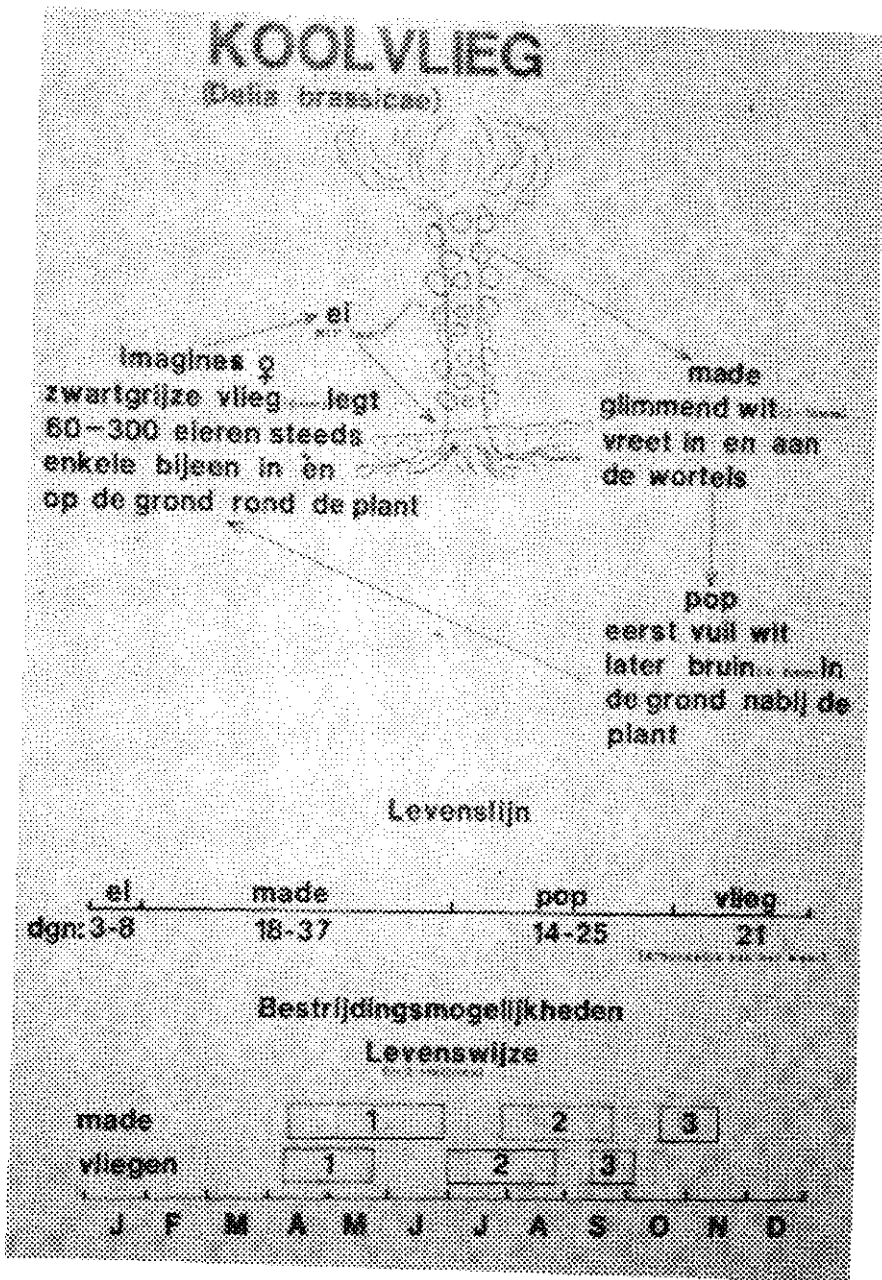 KOOLVLIEG
(Delia brassicae)
ei
imagines ♀
zwartgrijze vlieg......legt
60-300 eieren steeds
enkele bijeen in en
op de grond rond de plant
made
glimmend wit..........
vreet in en aan
de wortels
pop
eerst vuil wit
later bruin.........in
de grond nabij de
plant
Levenslijn
ei made pop vlieg
dgn: 3-8 18-37 14-25 21
Bestrijdingsmogelijkheden
Levenswijze
made 1 2 3
vliegen 1 2 3
J F M A M J J A S O N D